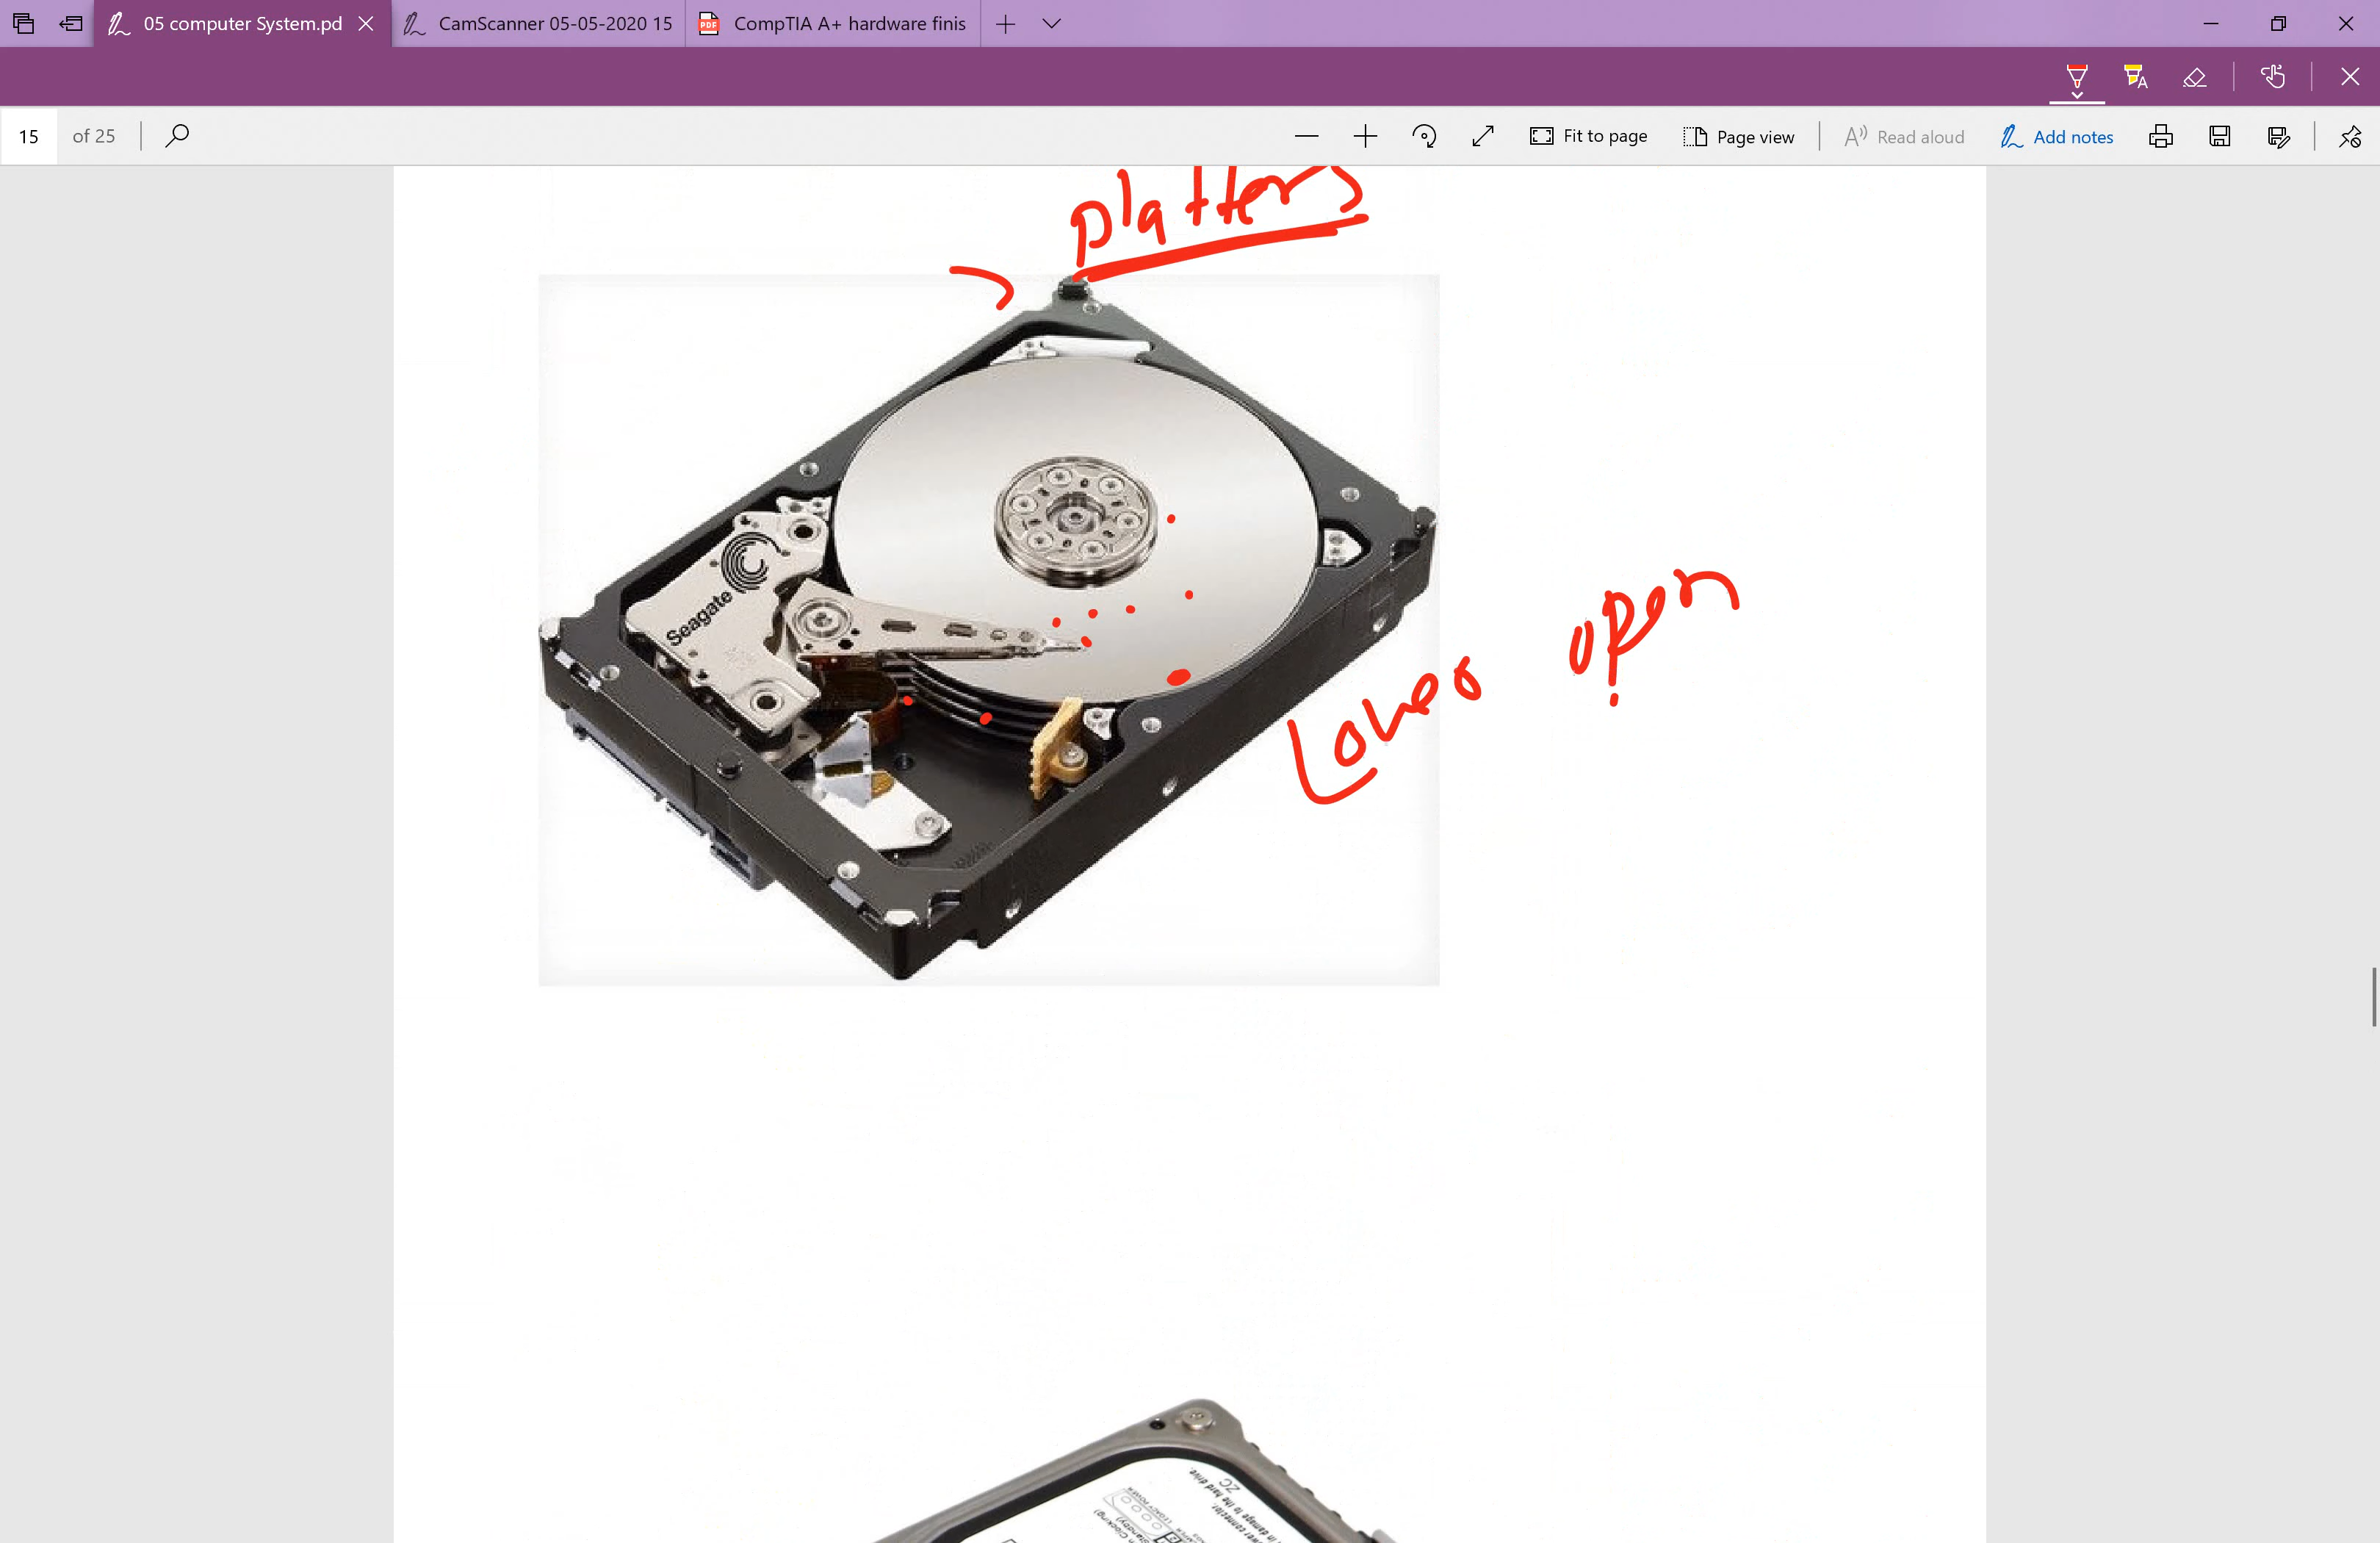 05 computer System.pd
CamScanner 05-05-2020 15
CompTIA A+ hardware finis
15 of 25
Fit to page
Page view
Read aloud
Add notes
platters
Seagate
open